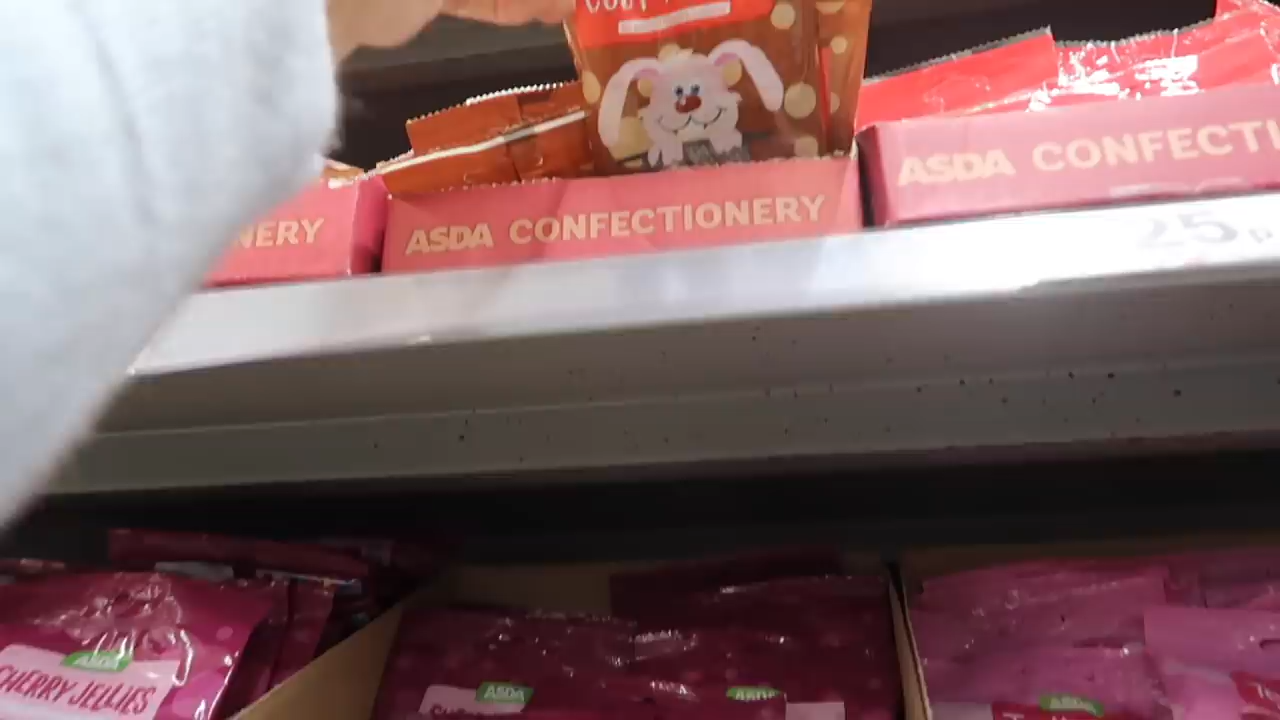 NERY
ASDA CONFECTIONERY
ASDA CONFECTI
25p
ASDA
CHERRY JELLIES
ASDA
ASDA
ASDA